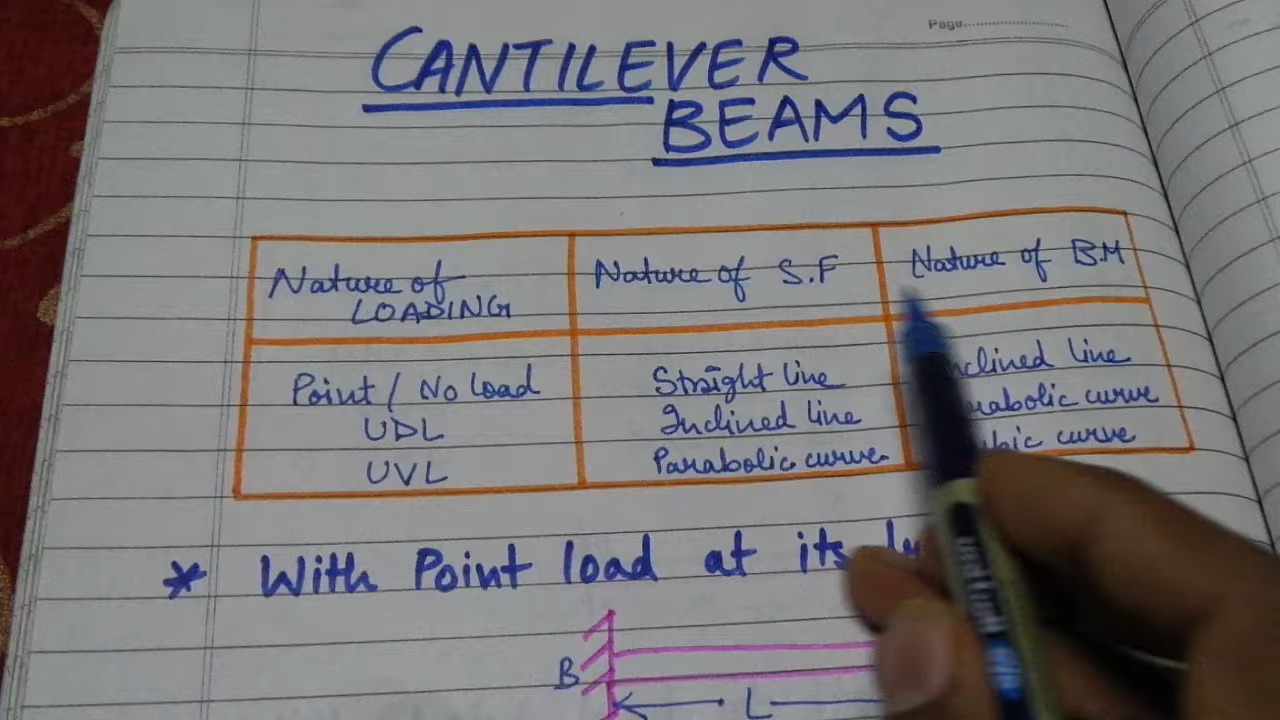 Page
CANTILEVER
BEAMS
Nature of LOADING
Nature of S.F
Nature of B.M
Point / No load
Straight line
line
UDL
Inclined line
curve
UVL
Parabolic curve
curve
* With Point load at its
B
L